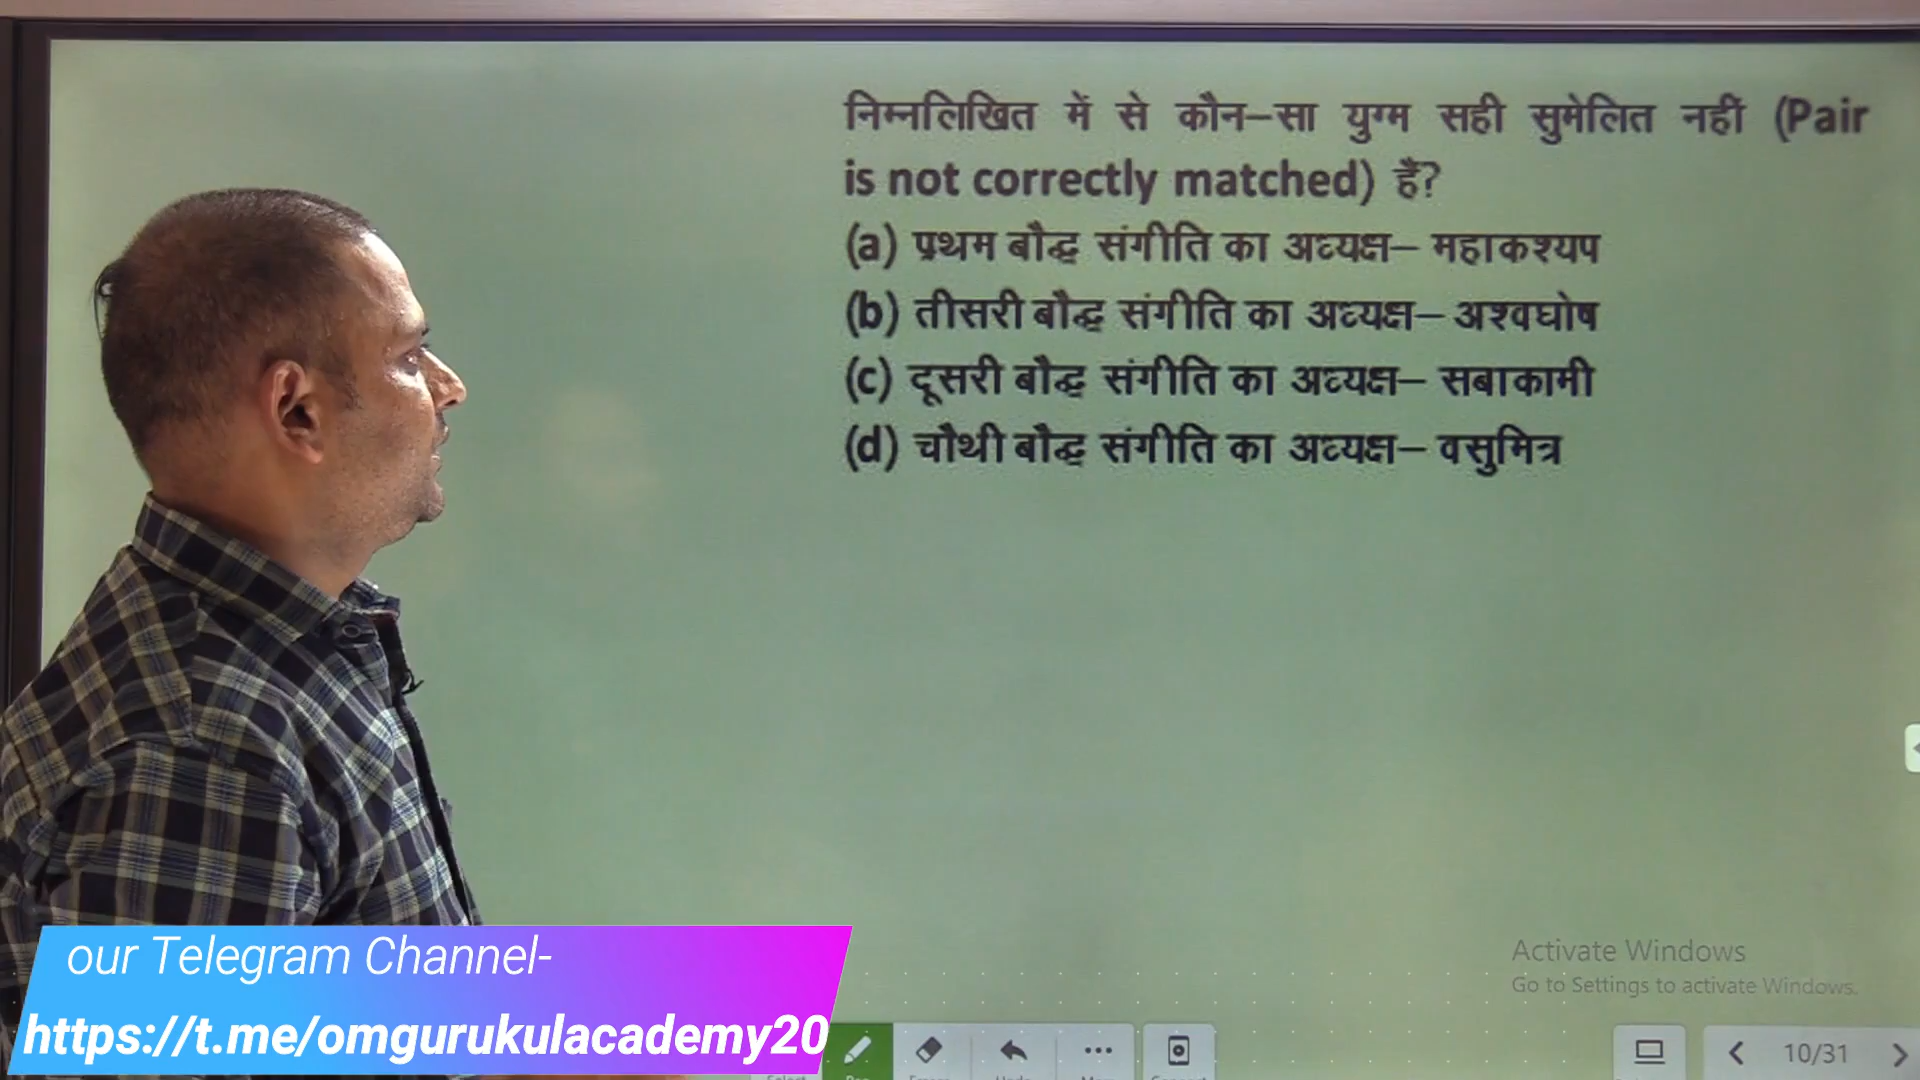 निम्नलिखित में से कौन–सा युग्म सही सुमेलित नहीं (Pair
is not correctly matched) है?
(a) प्रथम बौद्ध संगीति का अध्यक्ष– महाकश्यप
(b) तीसरी बौद्ध संगीति का अध्यक्ष– अश्वघोष
(c) दूसरी बौद्ध संगीति का अध्यक्ष– सबाकामी
(d) चौथी बौद्ध संगीति का अध्यक्ष– वसुमित्र
Activate Windows
Go to Settings to activate Windows.
our Telegram Channel-
https://t.me/omgurukulacademy20
10/31